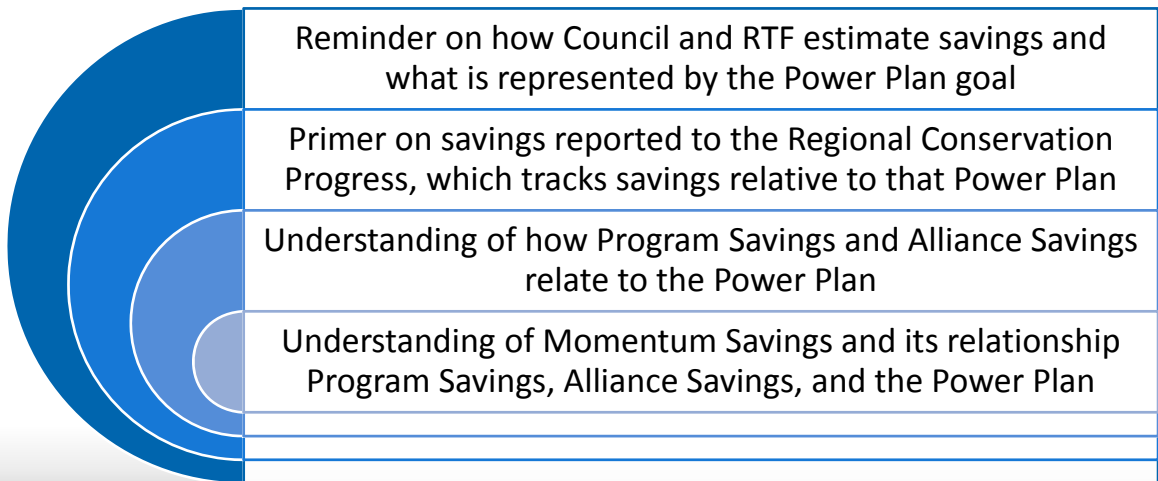 Reminder on how Council and RTF estimate savings and
what is represented by the Power Plan goal
Primer on savings reported to the Regional Conservation
Progress, which tracks savings relative to that Power Plan
Understanding of how Program Savings and Alliance Savings
relate to the Power Plan
Understanding of Momentum Savings and its relationship
Program Savings, Alliance Savings, and the Power Plan